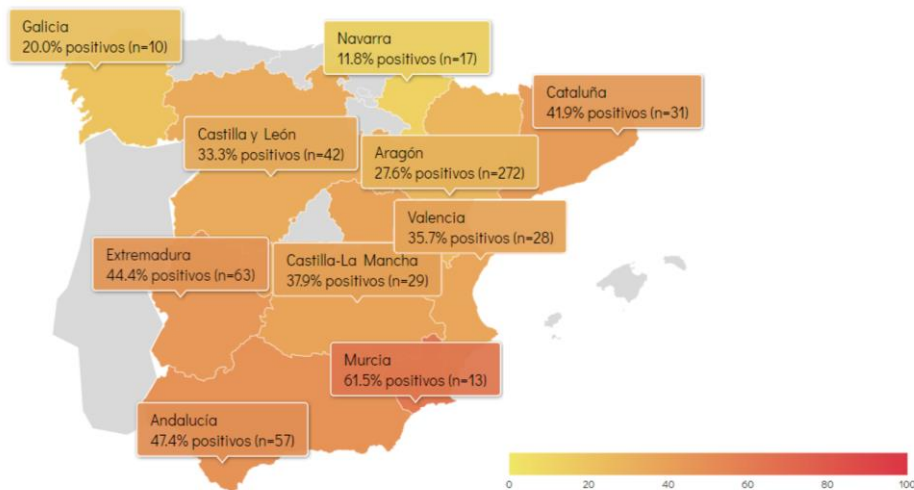 Galicia
20.0% positivos (n=10)
Navarra
11.8% positivos (n=17)
Cataluña
41.9% positivos (n=31)
Castilla y León
33.3% positivos (n=42)
Aragón
27.6% positivos (n=272)
Valencia
35.7% positivos (n=28)
Extremadura
44.4% positivos (n=63)
Castilla-La Mancha
37.9% positivos (n=29)
Murcia
61.5% positivos (n=13)
Andalucía
47.4% positivos (n=57)
0 20 40 60 80 100